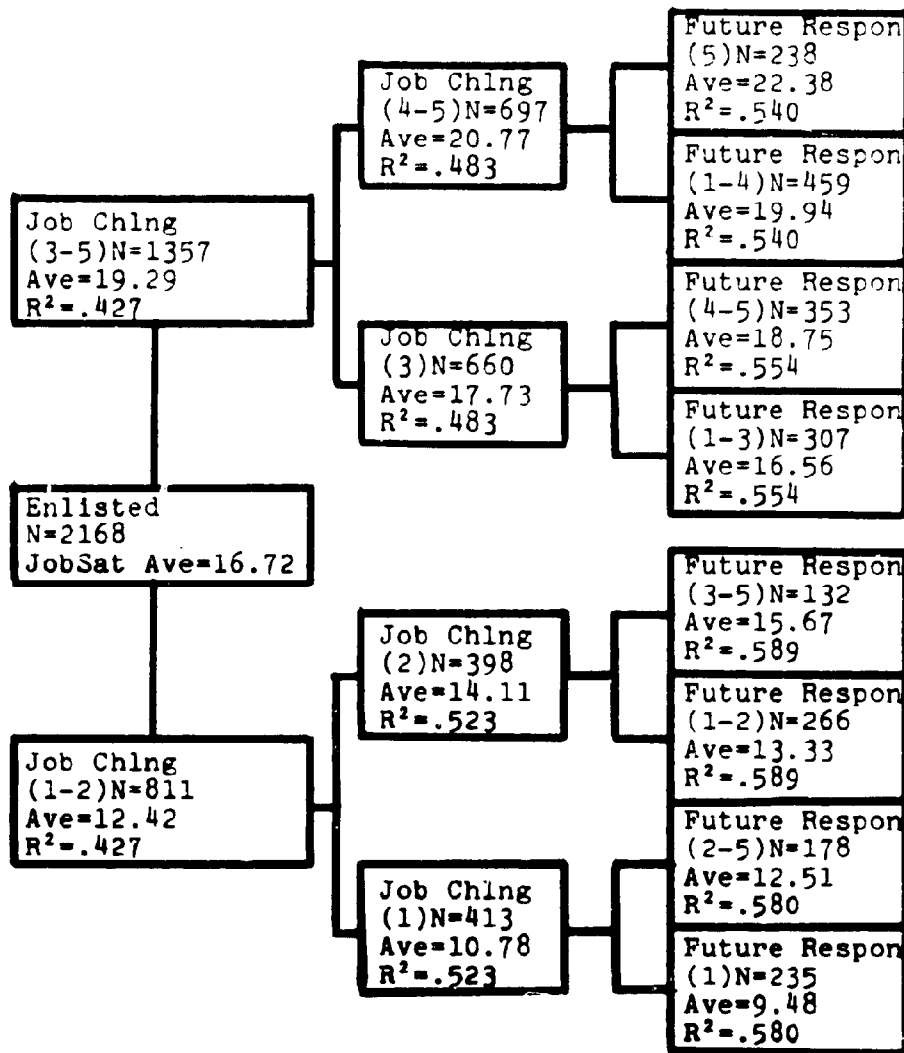 Job Chlng
(3-5)N=1357
Ave=19.29
R²=.427
Enlisted
N=2168
JobSat Ave=16.72
Job Chlng
(1-2)N=811
Ave=12.42
R²=.427
Job Chlng
(4-5)N=697
Ave=20.77
R²=.483
Job Chlng
(3)N=660
Ave=17.73
R²=.483
Job Chlng
(2)N=398
Ave=14.11
R²=.523
Job Chlng
(1)N=413
Ave=10.78
R²=.523
Future Respon
(5)N=238
Ave=22.38
R²=.540
Future Respon
(1-4)N=459
Ave=19.94
R²=.540
Future Respon
(4-5)N=353
Ave=18.75
R²=.554
Future Respon
(1-3)N=307
Ave=16.56
R²=.554
Future Respon
(3-5)N=132
Ave=15.67
R²=.589
Future Respon
(1-2)N=266
Ave=13.33
R²=.589
Future Respon
(2-5)N=178
Ave=12.51
R²=.580
Future Respon
(1)N=235
Ave=9.48
R²=.580